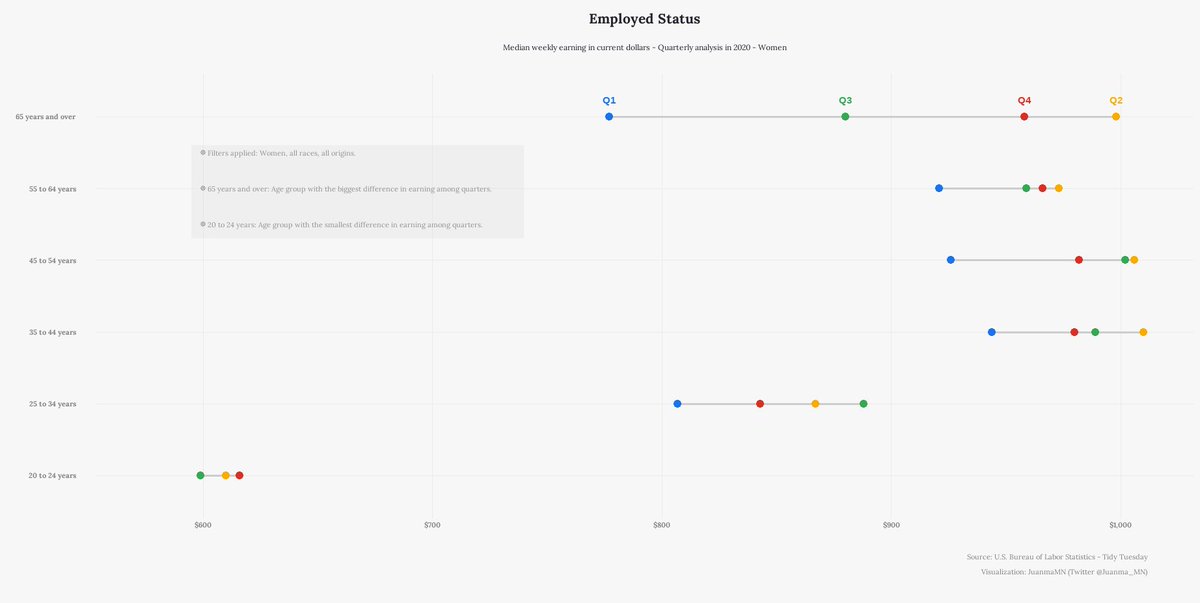 Employed Status
Median weekly earning in current dollars - Quarterly analysis in 2020 - Women
Q1 Q3 Q4 Q2
65 years and over
Filters applied: Women, all races, all origins.
55 to 64 years
65 years and over: Age group with the biggest difference in earning among quarters.
20 to 24 years: Age group with the smallest difference in earning among quarters.
45 to 54 years
35 to 44 years
25 to 34 years
20 to 24 years
$600 $700 $800 $900 $1,000
Source: U.S. Bureau of Labor Statistics - Tidy Tuesday
Visualization: JuanmaMN (Twitter @Juanma_MN)